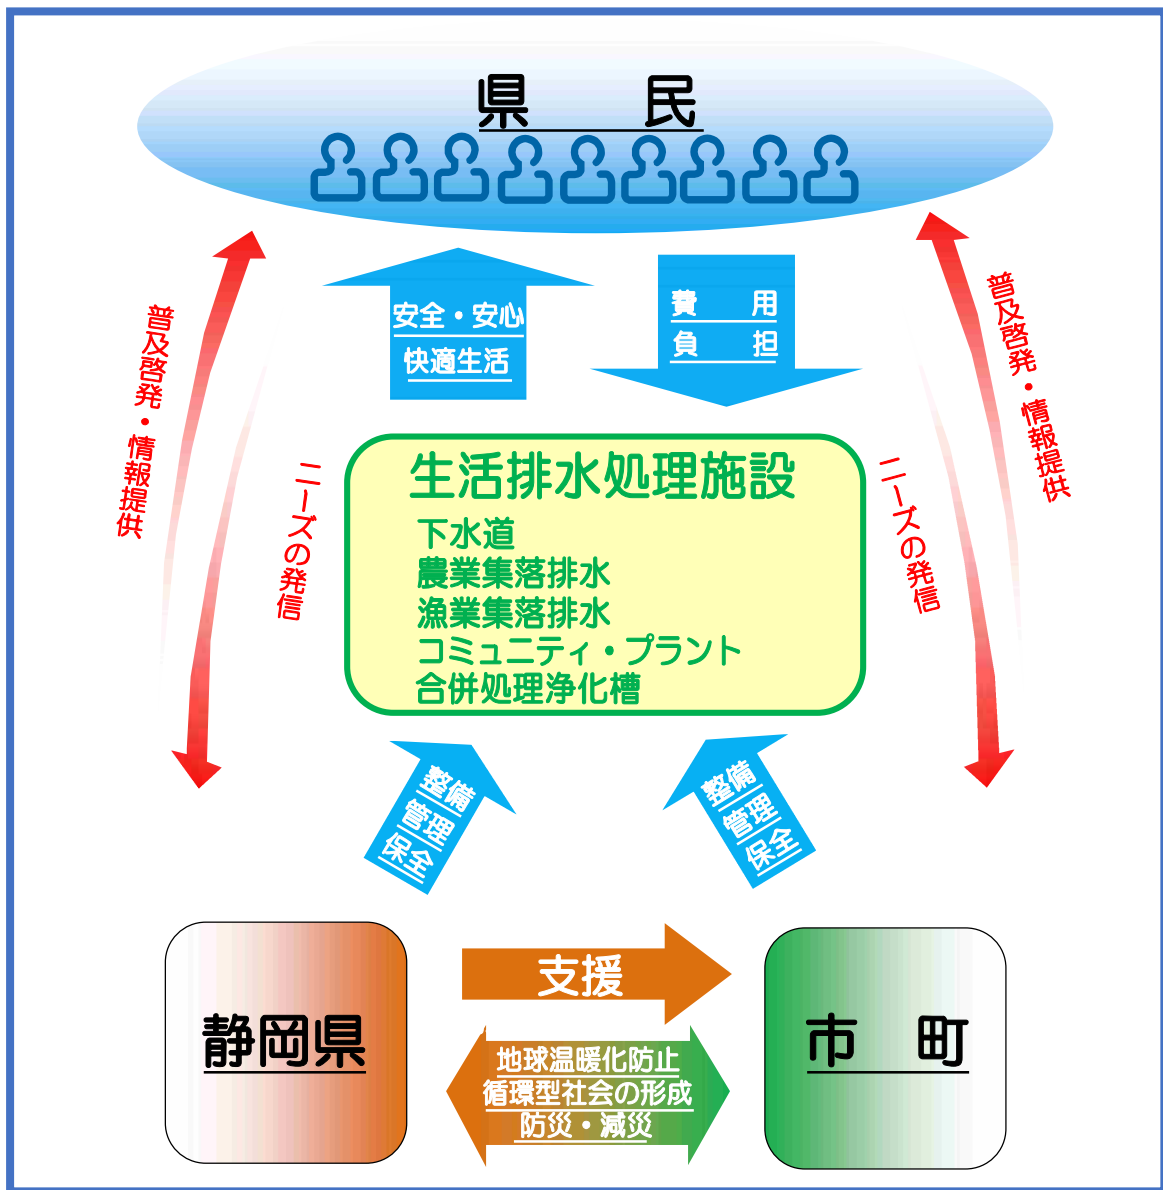 県　民
安全・安心
快適生活
費　用
負　担
普及啓発・情報提供
ニーズの発信
普及啓発・情報提供
ニーズの発信
生活排水処理施設
下水道
農業集落排水
漁業集落排水
コミュニティ・プラント
合併処理浄化槽
整備
管理
保全
整備
管理
保全
静岡県
支援
地球温暖化防止
循環型社会の形成
防災・減災
市　町